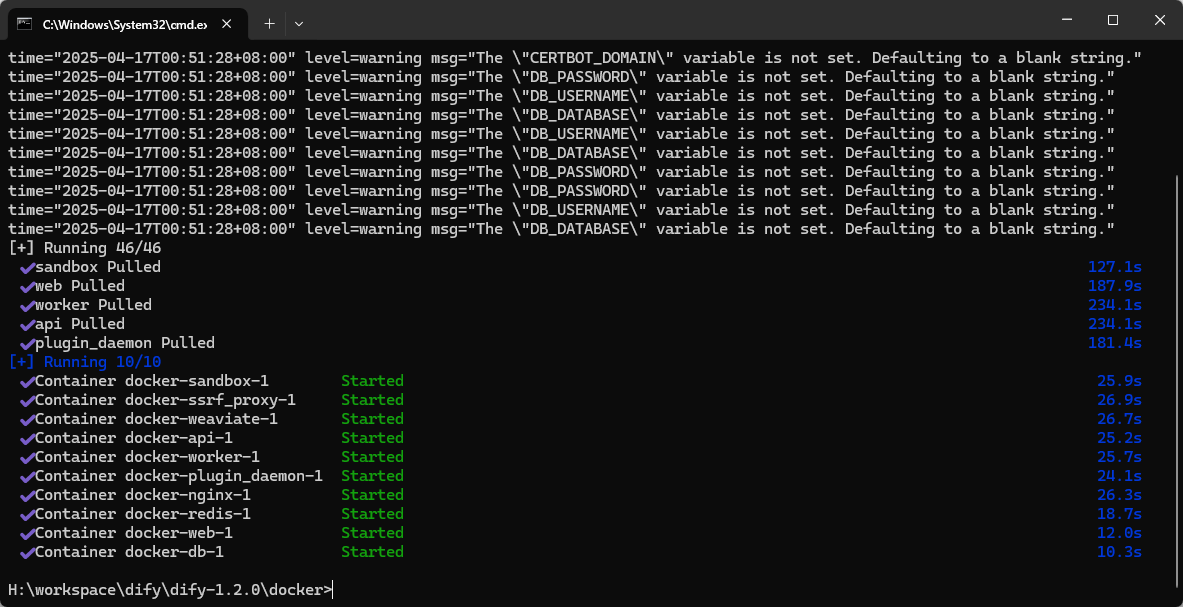 C:\Windows\System32\cmd.ex
time="2025-04-17T00:51:28+08:00" level=warning msg="The \"CERTBOT_DOMAIN\" variable is not set. Defaulting to a blank string."
time="2025-04-17T00:51:28+08:00" level=warning msg="The \"DB_PASSWORD\" variable is not set. Defaulting to a blank string."
time="2025-04-17T00:51:28+08:00" level=warning msg="The \"DB_USERNAME\" variable is not set. Defaulting to a blank string."
time="2025-04-17T00:51:28+08:00" level=warning msg="The \"DB_DATABASE\" variable is not set. Defaulting to a blank string."
time="2025-04-17T00:51:28+08:00" level=warning msg="The \"DB_USERNAME\" variable is not set. Defaulting to a blank string."
time="2025-04-17T00:51:28+08:00" level=warning msg="The \"DB_DATABASE\" variable is not set. Defaulting to a blank string."
time="2025-04-17T00:51:28+08:00" level=warning msg="The \"DB_PASSWORD\" variable is not set. Defaulting to a blank string."
time="2025-04-17T00:51:28+08:00" level=warning msg="The \"DB_PASSWORD\" variable is not set. Defaulting to a blank string."
time="2025-04-17T00:51:28+08:00" level=warning msg="The \"DB_USERNAME\" variable is not set. Defaulting to a blank string."
time="2025-04-17T00:51:28+08:00" level=warning msg="The \"DB_DATABASE\" variable is not set. Defaulting to a blank string."
[+] Running 46/46
✔sandbox Pulled 127.1s
✔web Pulled 187.9s
✔worker Pulled 234.1s
✔api Pulled 234.1s
✔plugin_daemon Pulled 181.4s
[+] Running 10/10
✔Container docker-sandbox-1 Started 25.9s
✔Container docker-ssrf_proxy-1 Started 26.9s
✔Container docker-weaviate-1 Started 26.7s
✔Container docker-api-1 Started 25.2s
✔Container docker-worker-1 Started 25.7s
✔Container docker-plugin_daemon-1 Started 24.1s
✔Container docker-nginx-1 Started 26.3s
✔Container docker-redis-1 Started 18.7s
✔Container docker-web-1 Started 12.0s
✔Container docker-db-1 Started 10.3s
H:\workspace\dify\dify-1.2.0\docker>